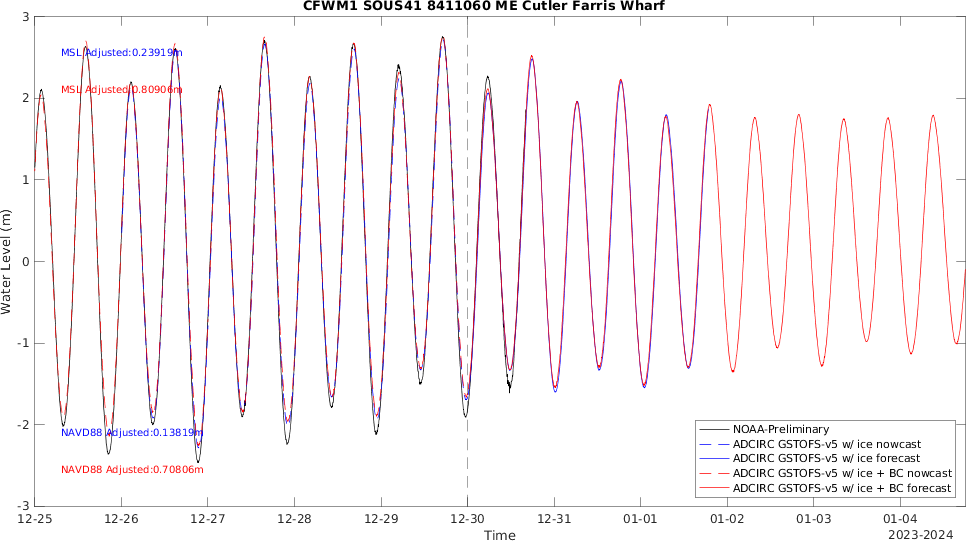 CFWM1 SOUS41 8411060 ME Cutler Farris Wharf
3
2
1
0
-1
-2
-3
Water Level (m)
MSL Adjusted:0.23919m
MSL Adjusted:0.80906m
NAVD88 Adjusted:0.13819m
NAVD88 Adjusted:0.70806m
NOAA-Preliminary
ADCIRC GSTOFS-v5 w/ ice nowcast
ADCIRC GSTOFS-v5 w/ ice forecast
ADCIRC GSTOFS-v5 w/ ice + BC nowcast
ADCIRC GSTOFS-v5 w/ ice + BC forecast
12-25 12-26 12-27 12-28 12-29 12-30 12-31 01-01 01-02 01-03 01-04
Time
2023-2024